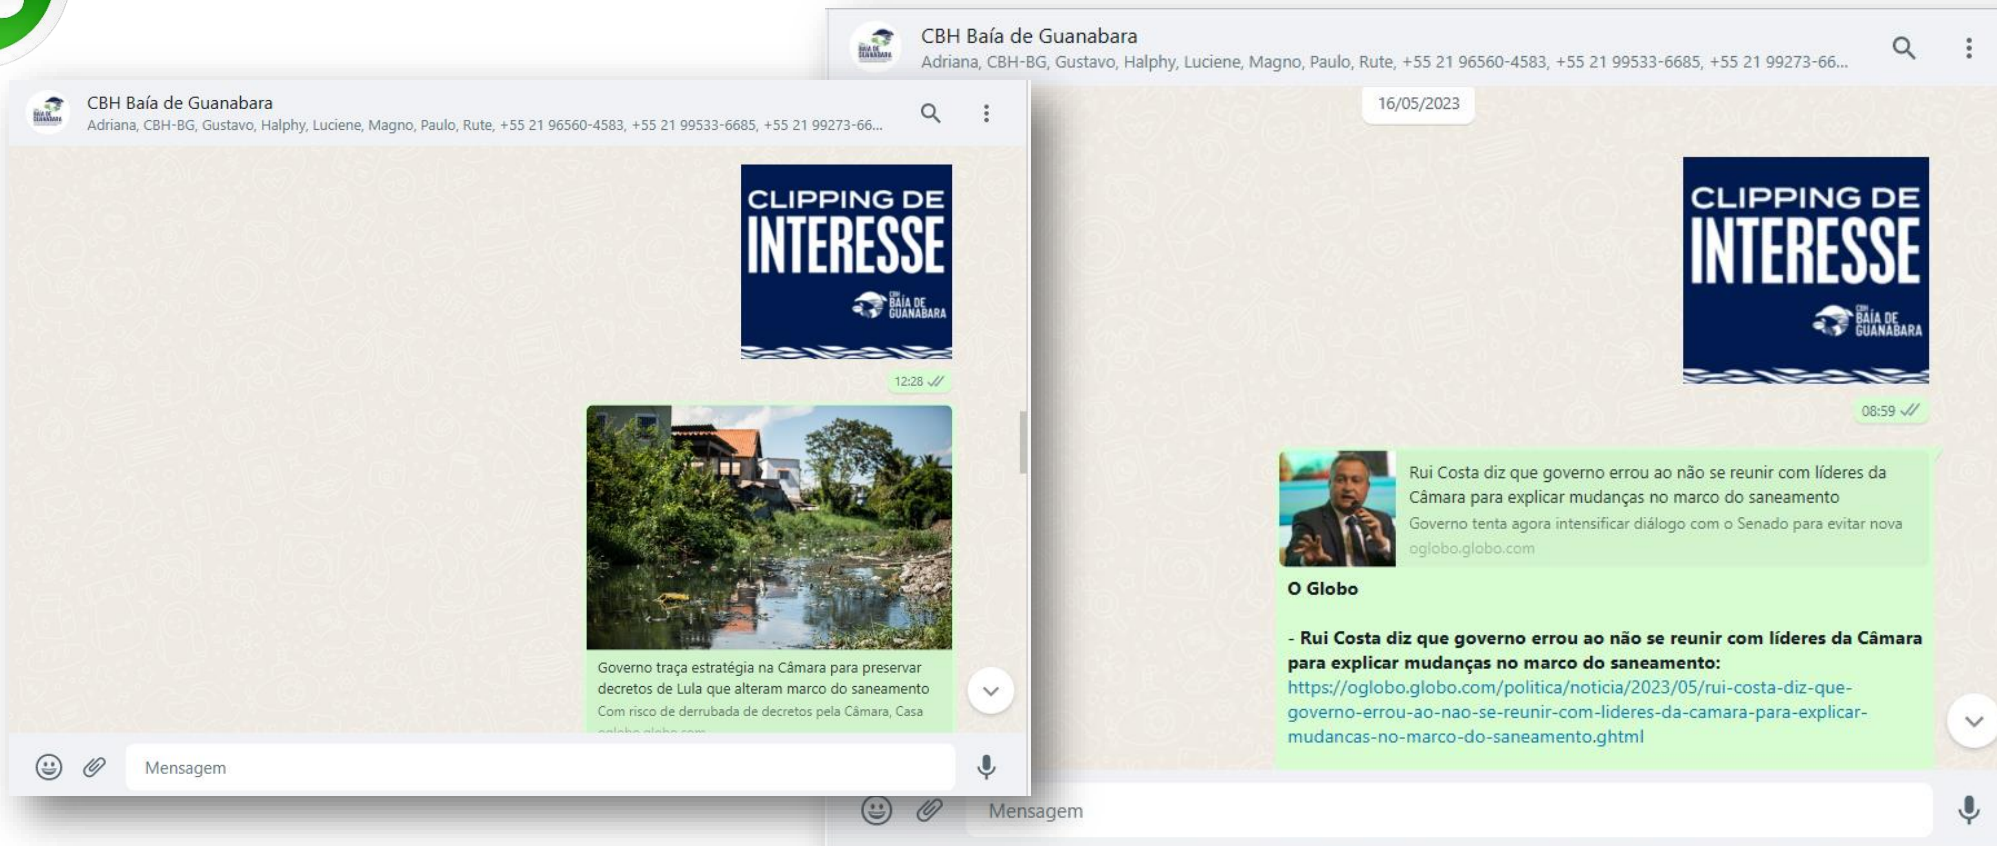 CBH Baía de Guanabara
Adriana, CBH-BG, Gustavo, Halphy, Luciene, Magno, Paulo, Rute, +55 21 96560-4583, +55 21 99533-6685, +55 21 99273-66...
CLIPPING DE
INTERESSE
CBH
BAÍA DE
GUANABARA
12:28
Governo traça estratégia na Câmara para preservar
decretos de Lula que alteram marco do saneamento
Com risco de derrubada de decretos pela Câmara, Casa
oglobo.globo.com
Mensagem
CBH Baía de Guanabara
Adriana, CBH-BG, Gustavo, Halphy, Luciene, Magno, Paulo, Rute, +55 21 96560-4583, +55 21 99533-6685, +55 21 99273-66...
16/05/2023
CLIPPING DE
INTERESSE
CBH
BAÍA DE
GUANABARA
08:59
Rui Costa diz que governo errou ao não se reunir com líderes da
Câmara para explicar mudanças no marco do saneamento
Governo tenta agora intensificar diálogo com o Senado para evitar nova
oglobo.globo.com
O Globo
- Rui Costa diz que governo errou ao não se reunir com líderes da Câmara
para explicar mudanças no marco do saneamento:
https://oglobo.globo.com/politica/noticia/2023/05/rui-costa-diz-que-
governo-errou-ao-nao-se-reunir-com-lideres-da-camara-para-explicar-
mudancas-no-marco-do-saneamento.ghtml
Mensagem